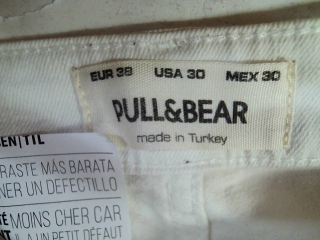 EUR 38 USA 30 MEX 30
PULL&BEAR
made in Turkey
TIL
RASTE MÁS BARATA
NER UN DEFECTILLO
MOINS CHER CAR
A UN PETIT DÉFAUT